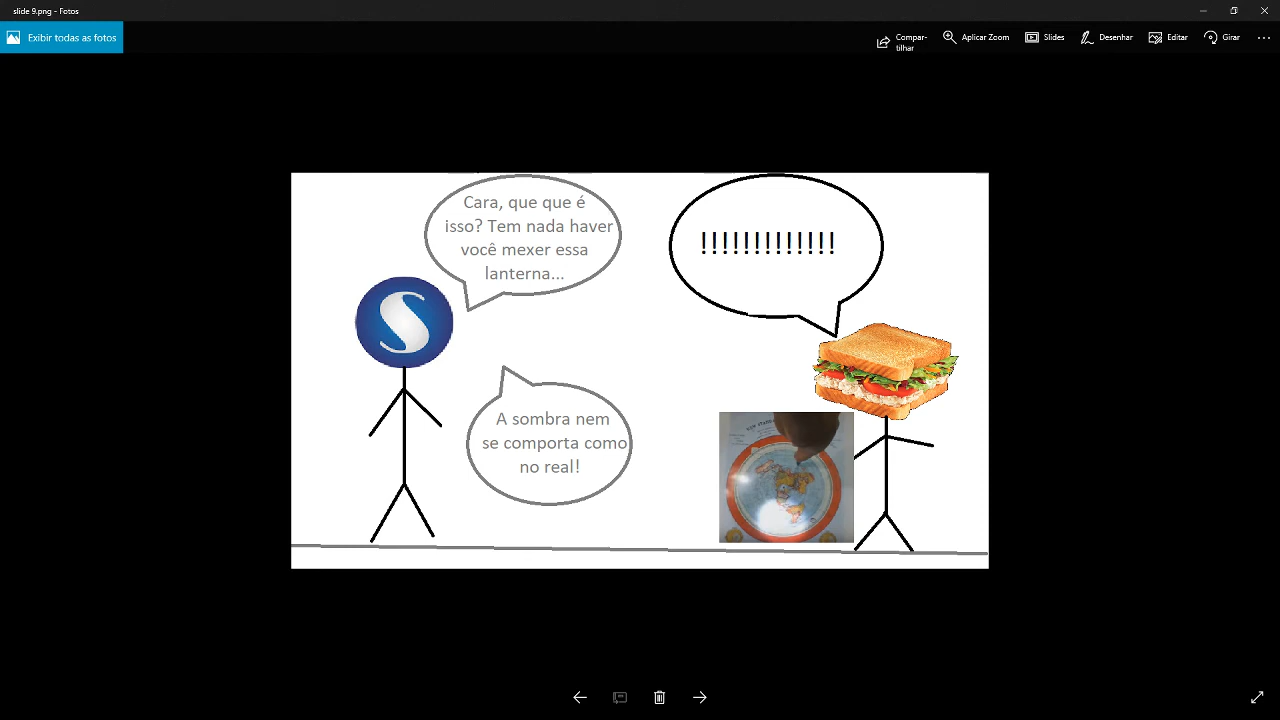 slide 9.png - Fotos
Exibir todas as fotos
Compar-
tilhar
Aplicar Zoom
Slides
Desenhar
Editar
Girar
Cara, que que é
isso? Tem nada haver
você mexer essa
lanterna...
!!!!!!!!!!!!!
S
A sombra nem
se comporta como
no real!